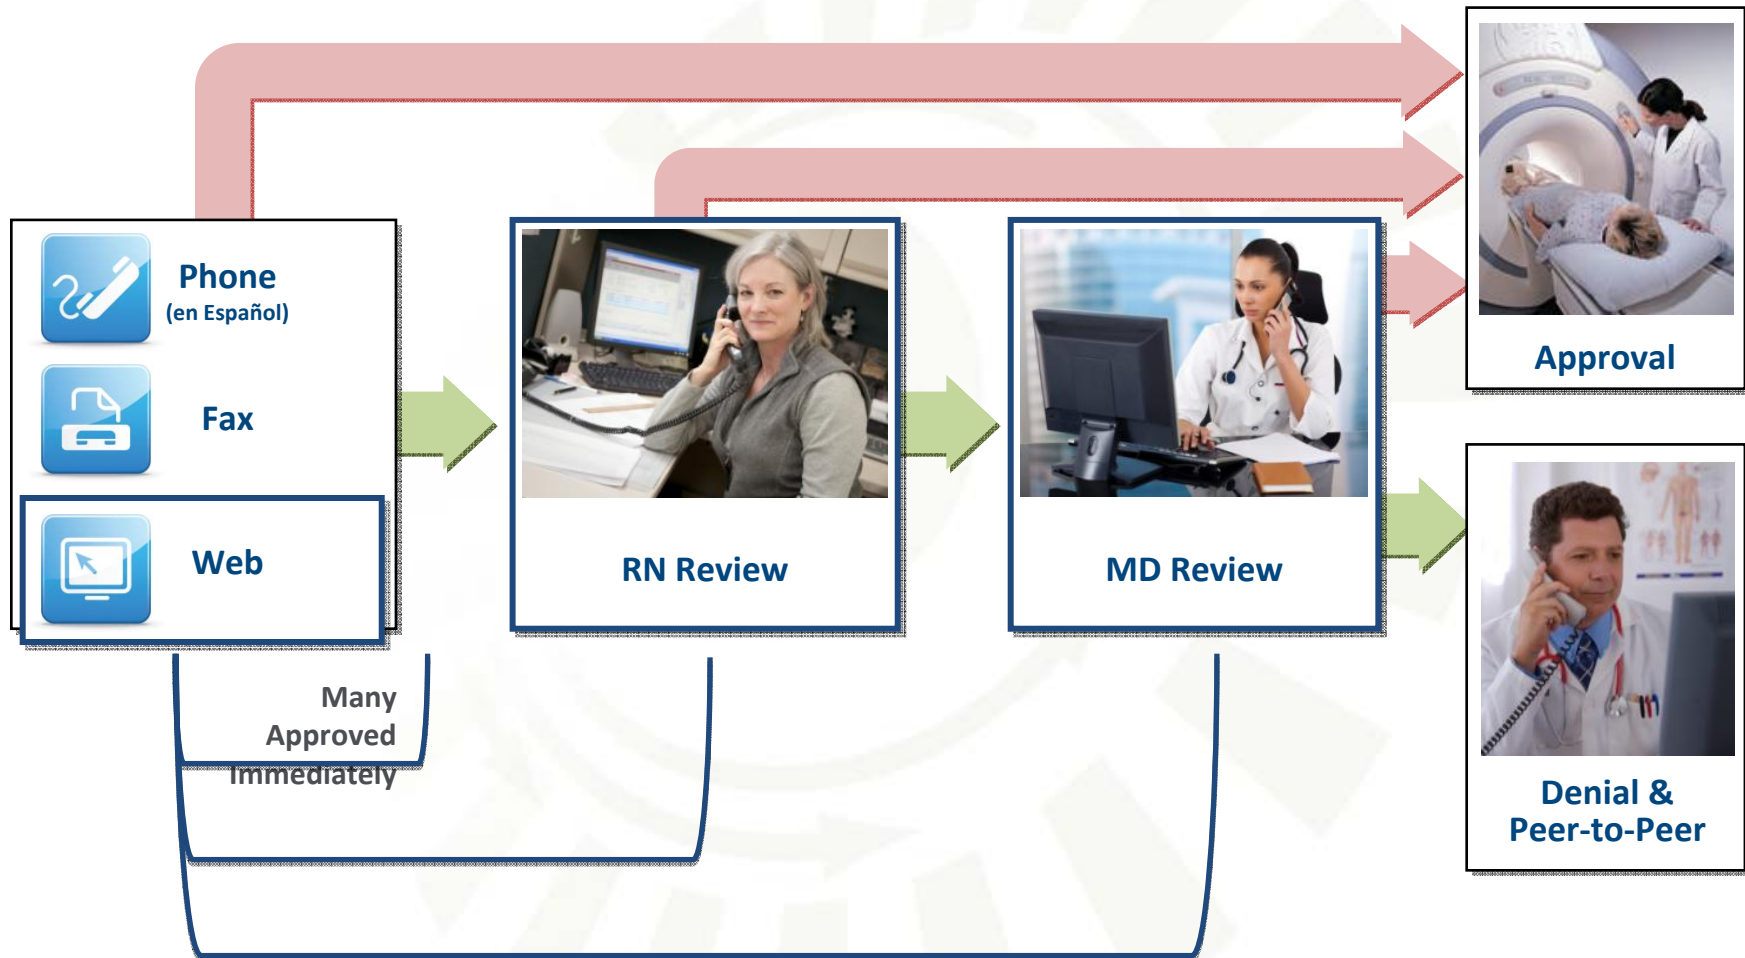 Phone
(en Español)
Fax
Web
Many
Approved
Immediately
RN Review
MD Review
Approval
Denial &
Peer-to-Peer